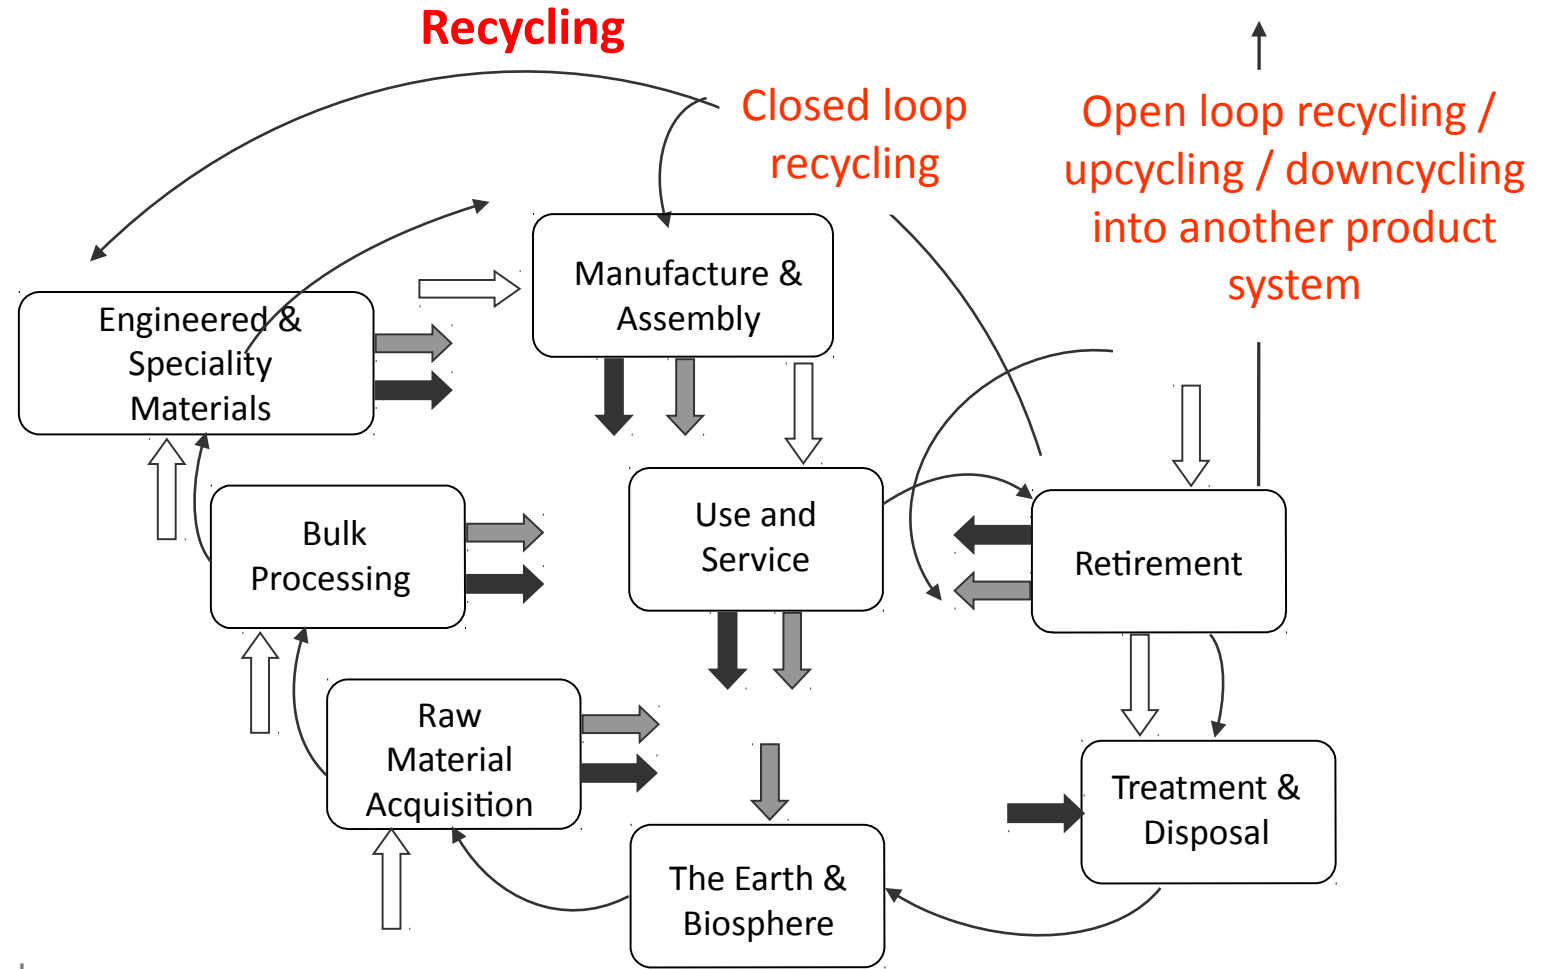 Recycling
Closed loop
recycling
Open loop recycling /
upcycling / downcycling
into another product
system
Manufacture &
Assembly
Engineered &
Speciality
Materials
Use and
Service
Bulk
Processing
Retirement
Raw
Material
Acquisition
Treatment &
Disposal
The Earth &
Biosphere